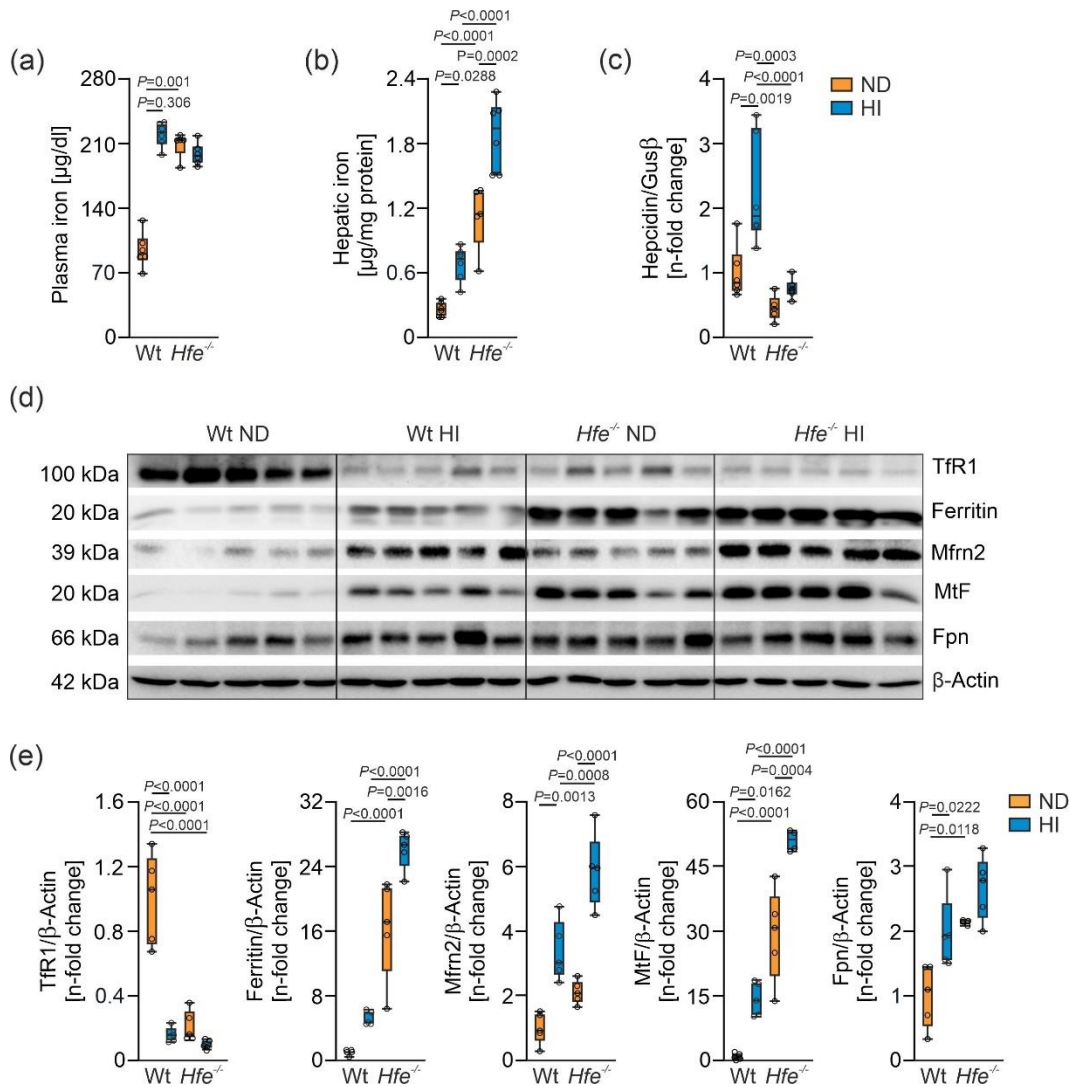 (a)
P=0.001
P=0.306
280
210
140
70
0
Plasma iron [µg/dl]
Wt Hfe-/-
(b)
P<0.0001
P<0.0001
P=0.0002
P=0.0288
2.4
1.8
1.2
0.6
0
Hepatic iron
[µg/mg protein]
Wt Hfe-/-
(c)
P=0.0003
P<0.0001
P=0.0019
4
3
2
1
0
Hepcidin/Gusβ
[n-fold change]
Wt Hfe-/-
ND
HI
(d)
Wt ND Wt HI Hfe-/- ND Hfe-/- HI
100 kDa TfR1
20 kDa Ferritin
39 kDa Mfrn2
20 kDa MtF
66 kDa Fpn
42 kDa β-Actin
(e)
P<0.0001
P<0.0001
P<0.0001
1.6
1.2
0.8
0.4
0
TfR1/β-Actin
[n-fold change]
Wt Hfe-/-
P<0.0001
P=0.0016
P<0.0001
32
24
16
8
0
Ferritin/β-Actin
[n-fold change]
Wt Hfe-/-
P<0.0001
P=0.0008
P=0.0013
8
6
4
2
0
Mfrn2/β-Actin
[n-fold change]
Wt Hfe-/-
P<0.0001
P=0.0004
P=0.0162
P<0.0001
60
45
30
15
0
MtF/β-Actin
[n-fold change]
Wt Hfe-/-
P=0.0222
P=0.0118
4
3
2
1
0
Fpn/β-Actin
[n-fold change]
Wt Hfe-/-
ND
HI